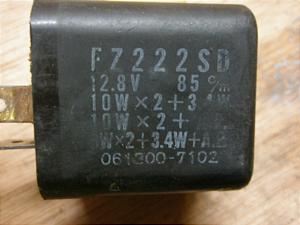 FZ222SD
12.8V 85 c/m
10W×2+3.4W
10W×2+
W×2+3.4W+A.B
061300-7102